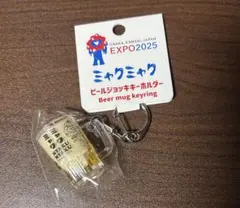 OSAKA, KANSAI, JAPAN
EXPO2025
ミャクミャク
ビールジョッキキーホルダー
Beer mug keyring